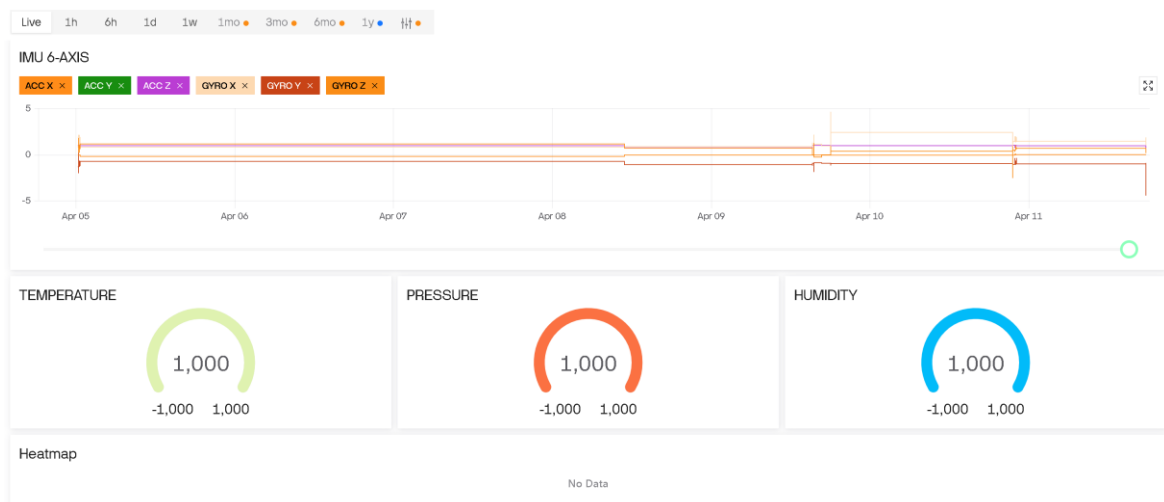 Live 1h 6h 1d 1w 1mo 3mo 6mo 1y
IMU 6-AXIS
ACC X × ACC Y × ACC Z × GYRO X × GYRO Y × GYRO Z ×
5
0
-5
Apr 05 Apr 06 Apr 07 Apr 08 Apr 09 Apr 10 Apr 11
TEMPERATURE PRESSURE HUMIDITY
1,000 1,000 1,000
-1,000 1,000 -1,000 1,000 -1,000 1,000
Heatmap
No Data